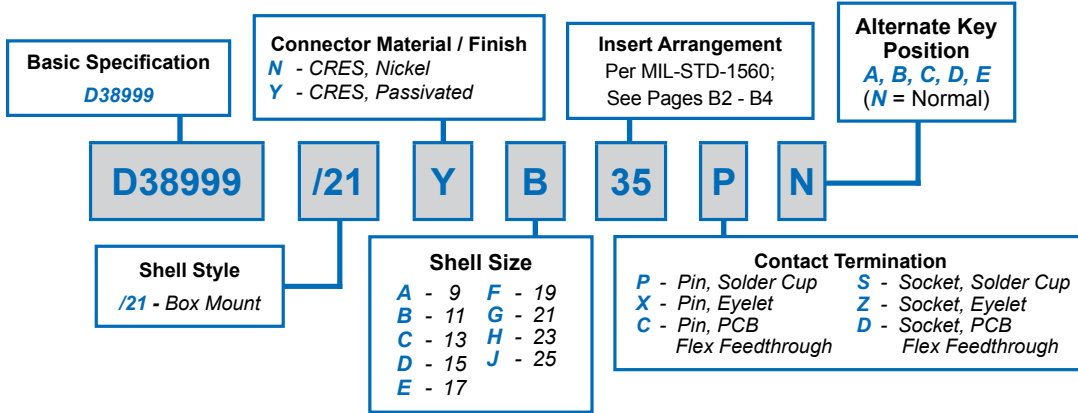 Basic Specification
D38999
Connector Material / Finish
N - CRES, Nickel
Y - CRES, Passivated
Insert Arrangement
Per MIL-STD-1560;
See Pages B2 - B4
Alternate Key
Position
A, B, C, D, E
(N = Normal)
D38999 /21 Y B 35 P N
Shell Style
/21 - Box Mount
Shell Size
A - 9 F - 19
B - 11 G - 21
C - 13 H - 23
D - 15 J - 25
E - 17
Contact Termination
P - Pin, Solder Cup S - Socket, Solder Cup
X - Pin, Eyelet Z - Socket, Eyelet
C - Pin, PCB D - Socket, PCB
Flex Feedthrough Flex Feedthrough